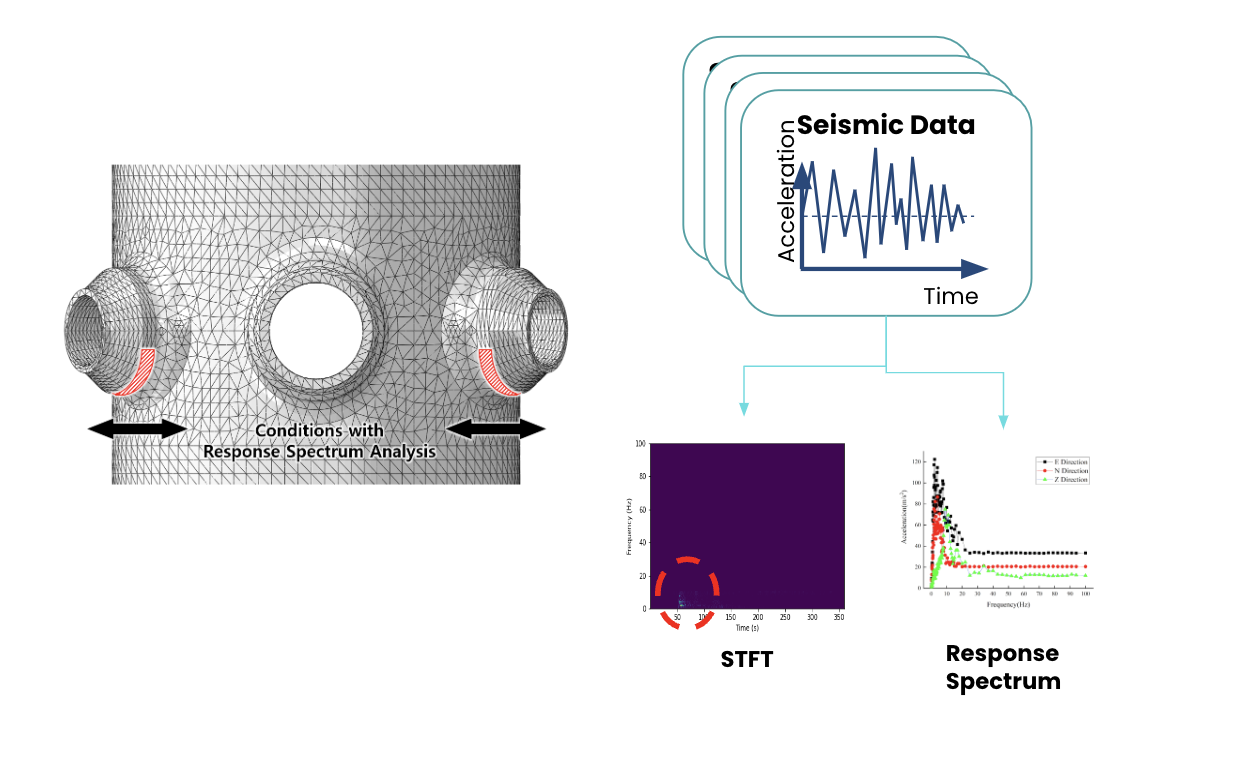 Seismic Data
Acceleration
Time
Conditions with
Response Spectrum Analysis
100
80
60
40
20
0
Frequency (Hz)
50
100
150
200
250
300
350
Time (s)
STFT
120
100
80
60
40
20
0
Acceleration(m/s²)
E Direction
N Direction
Z Direction
0 10 20 30 40 50 60 70 80 90 100
Frequency(Hz)
Response
Spectrum